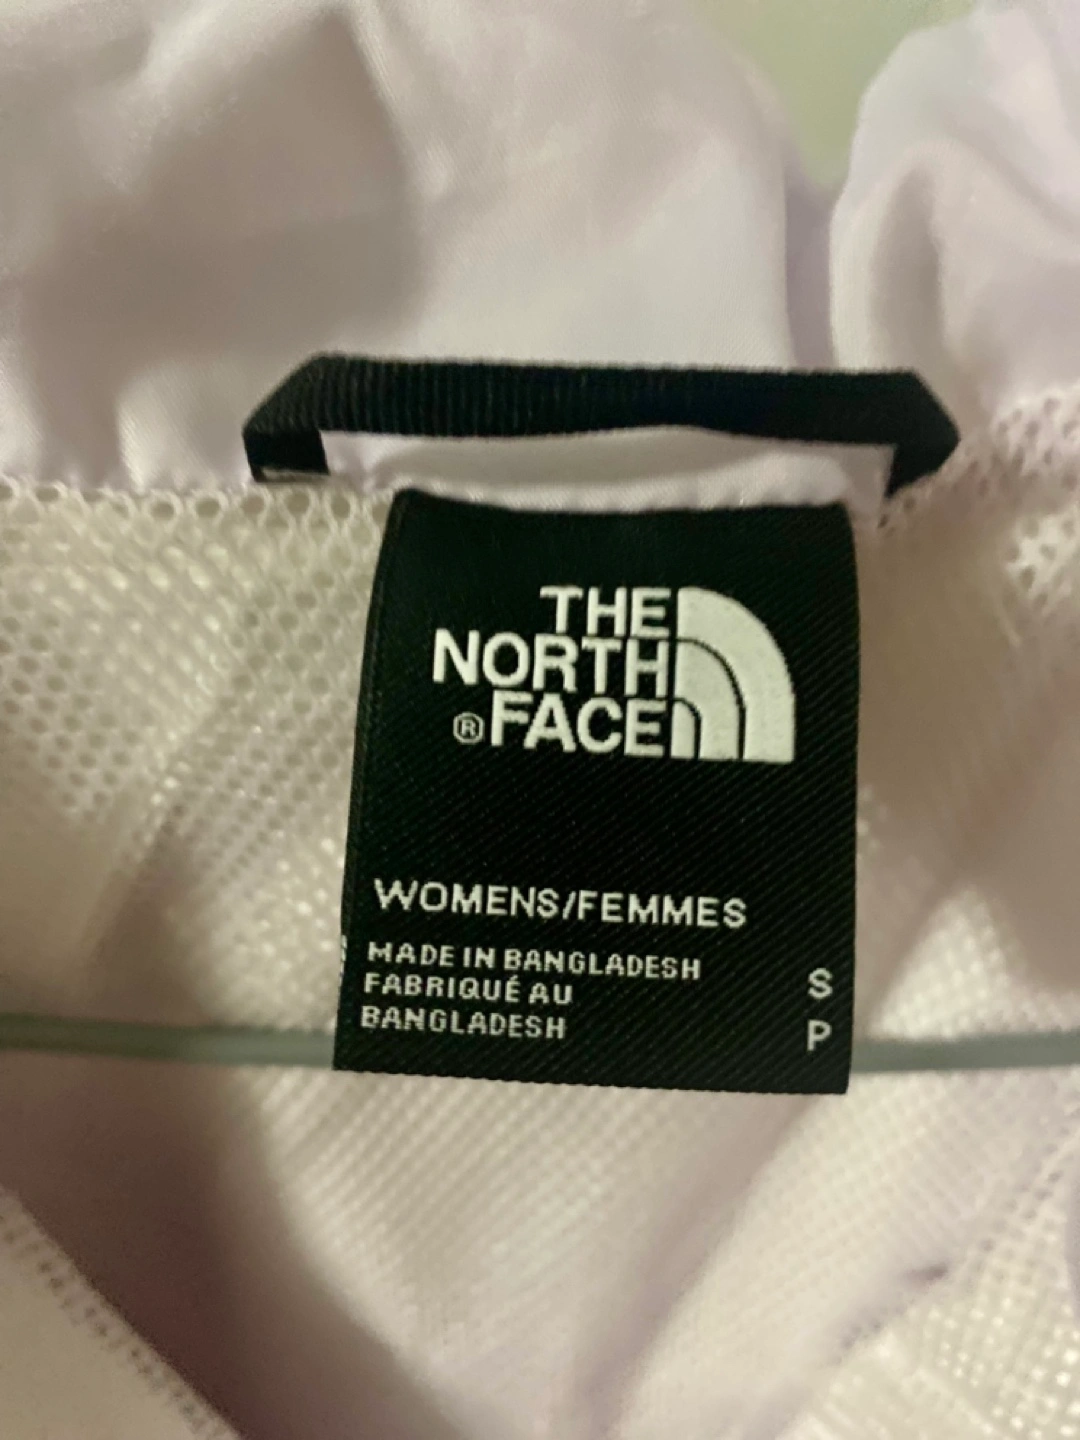 THE
NORTH
®FACE
WOMENS/FEMMES
MADE IN BANGLADESH
FABRIQUÉ AU
BANGLADESH
S
P